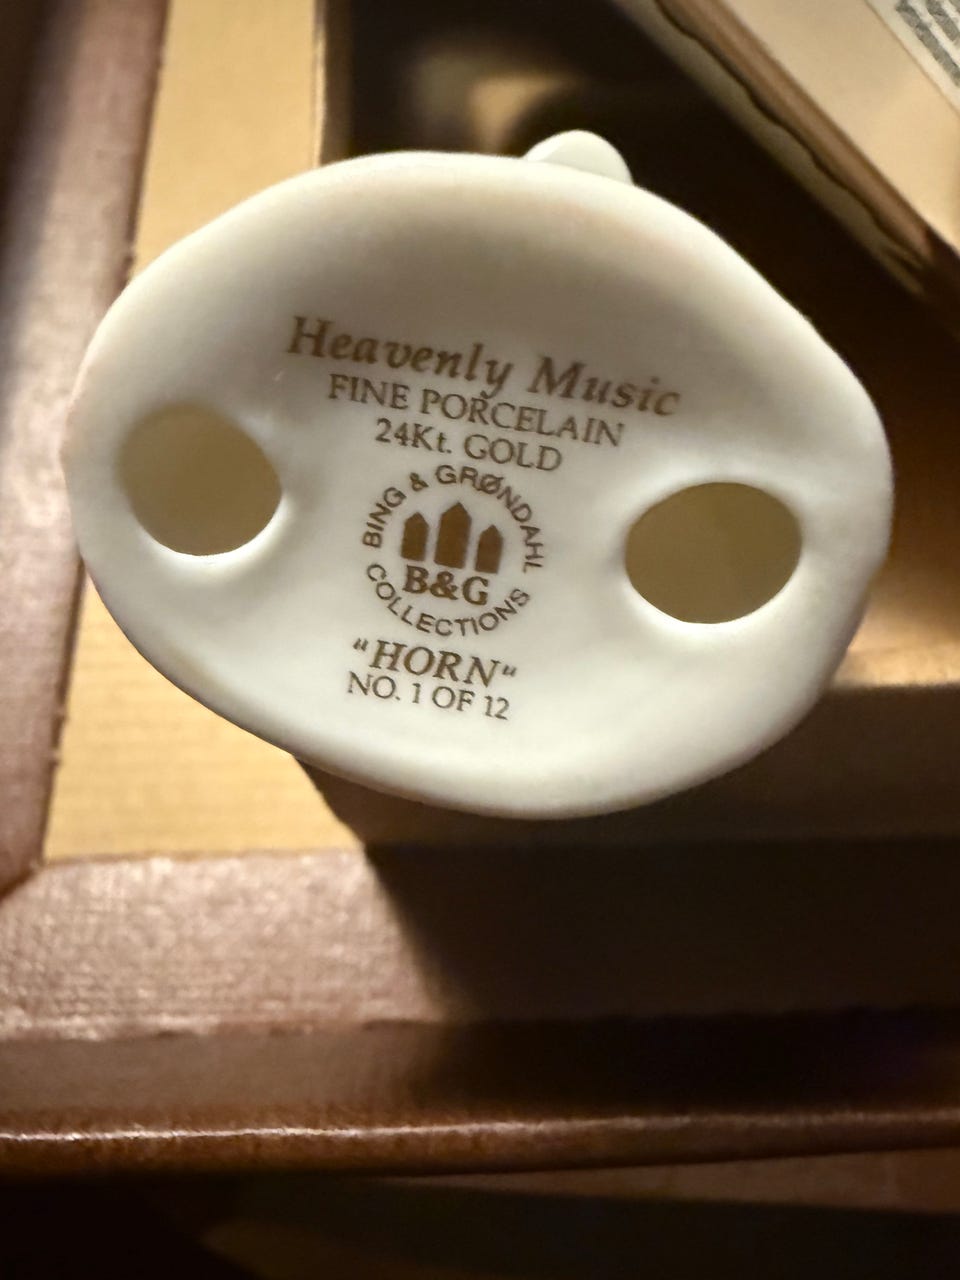 Heavenly Music
FINE PORCELAIN
24Kt. GOLD
BING & GRØNDAHL
B&G
COLLECTIONS
“HORN“
NO. 1 OF 12